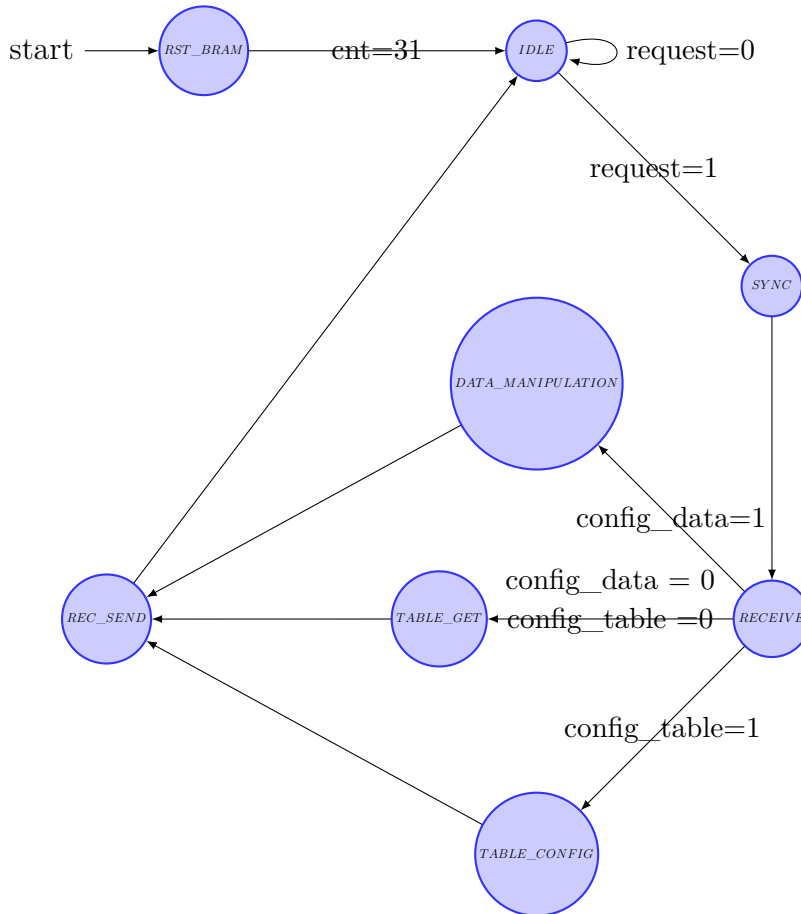 start
RST_BRAM
cnt=31
IDLE
request=0
request=1
SYNC
DATA_MANIPULATION
config_data=1
config_data = 0
config_table =0
REC_SEND
TABLE_GET
RECEIVE
config_table=1
TABLE_CONFIG